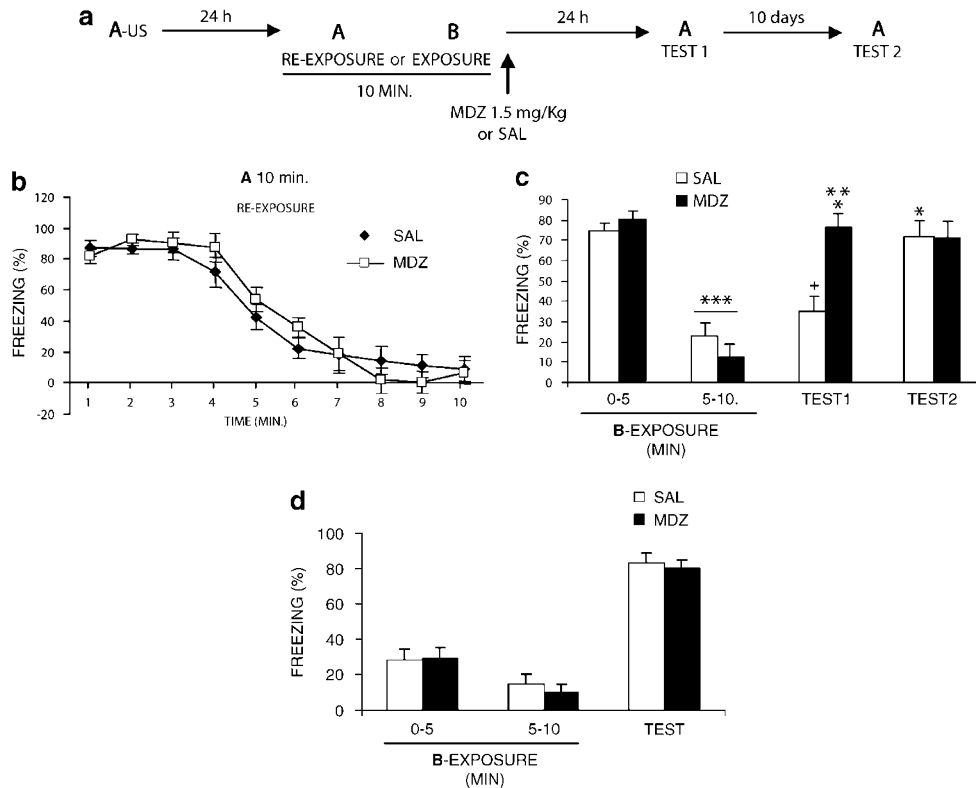 a
24 h
24 h
10 days
A-US
A
B
A
A
RE-EXPOSURE or EXPOSURE
TEST 1
TEST 2
10 MIN.
MDZ 1.5 mg/Kg
or SAL
b
A 10 min.
RE-EXPOSURE
SAL
MDZ
FREEZING (%)
120
100
80
60
40
20
0
-20
1 2 3 4 5 6 7 8 9 10
TIME (MIN.)
c
SAL
MDZ
FREEZING (%)
90
80
70
60
50
40
30
20
10
0
***
+
**
*
*
0-5 5-10. TEST1 TEST2
B-EXPOSURE
(MIN)
d
SAL
MDZ
FREEZING (%)
100
80
60
40
20
0
0-5 5-10 TEST
B-EXPOSURE
(MIN)